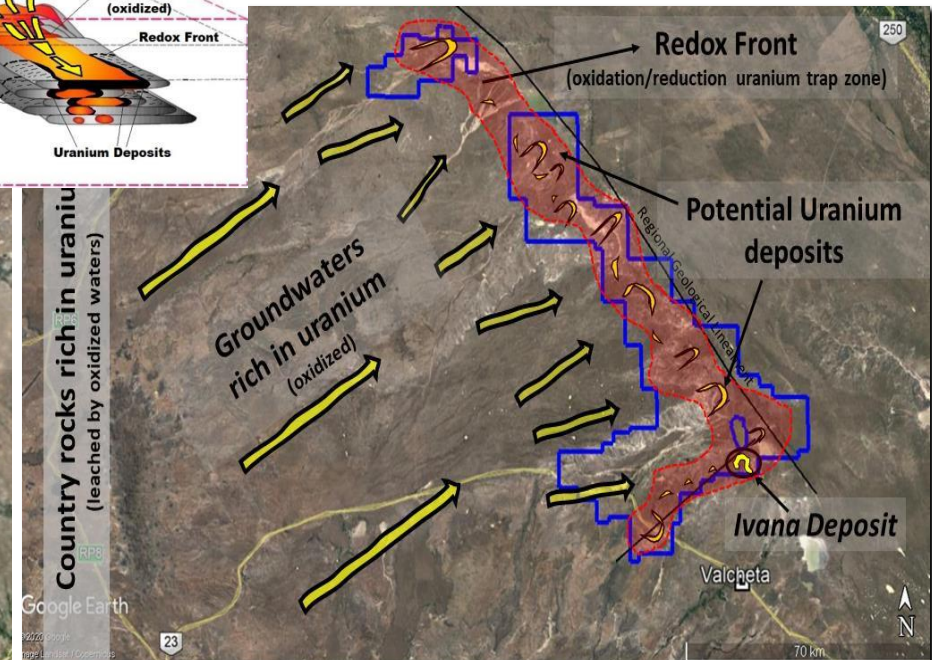 (oxidized)
Redox Front
Uranium Deposits
250
Redox Front
(oxidation/reduction uranium trap zone)
Potential Uranium
deposits
Regional Geological Lineament
Groundwaters
rich in uranium
(oxidized)
Country rocks rich in uraniu
(leached by oxidized waters)
RP8
Ivana Deposit
Valcheta
Google Earth
©2020 Google
Image Landsat / Copernicus
23
70 km
N